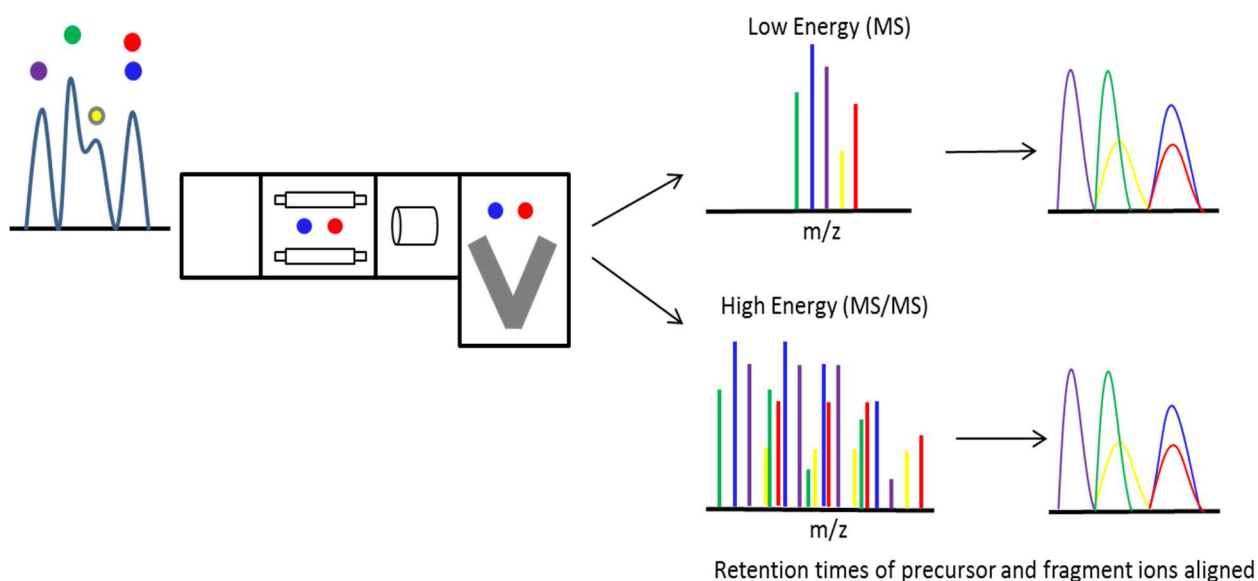 Low Energy (MS)
m/z
High Energy (MS/MS)
m/z
Retention times of precursor and fragment ions aligned